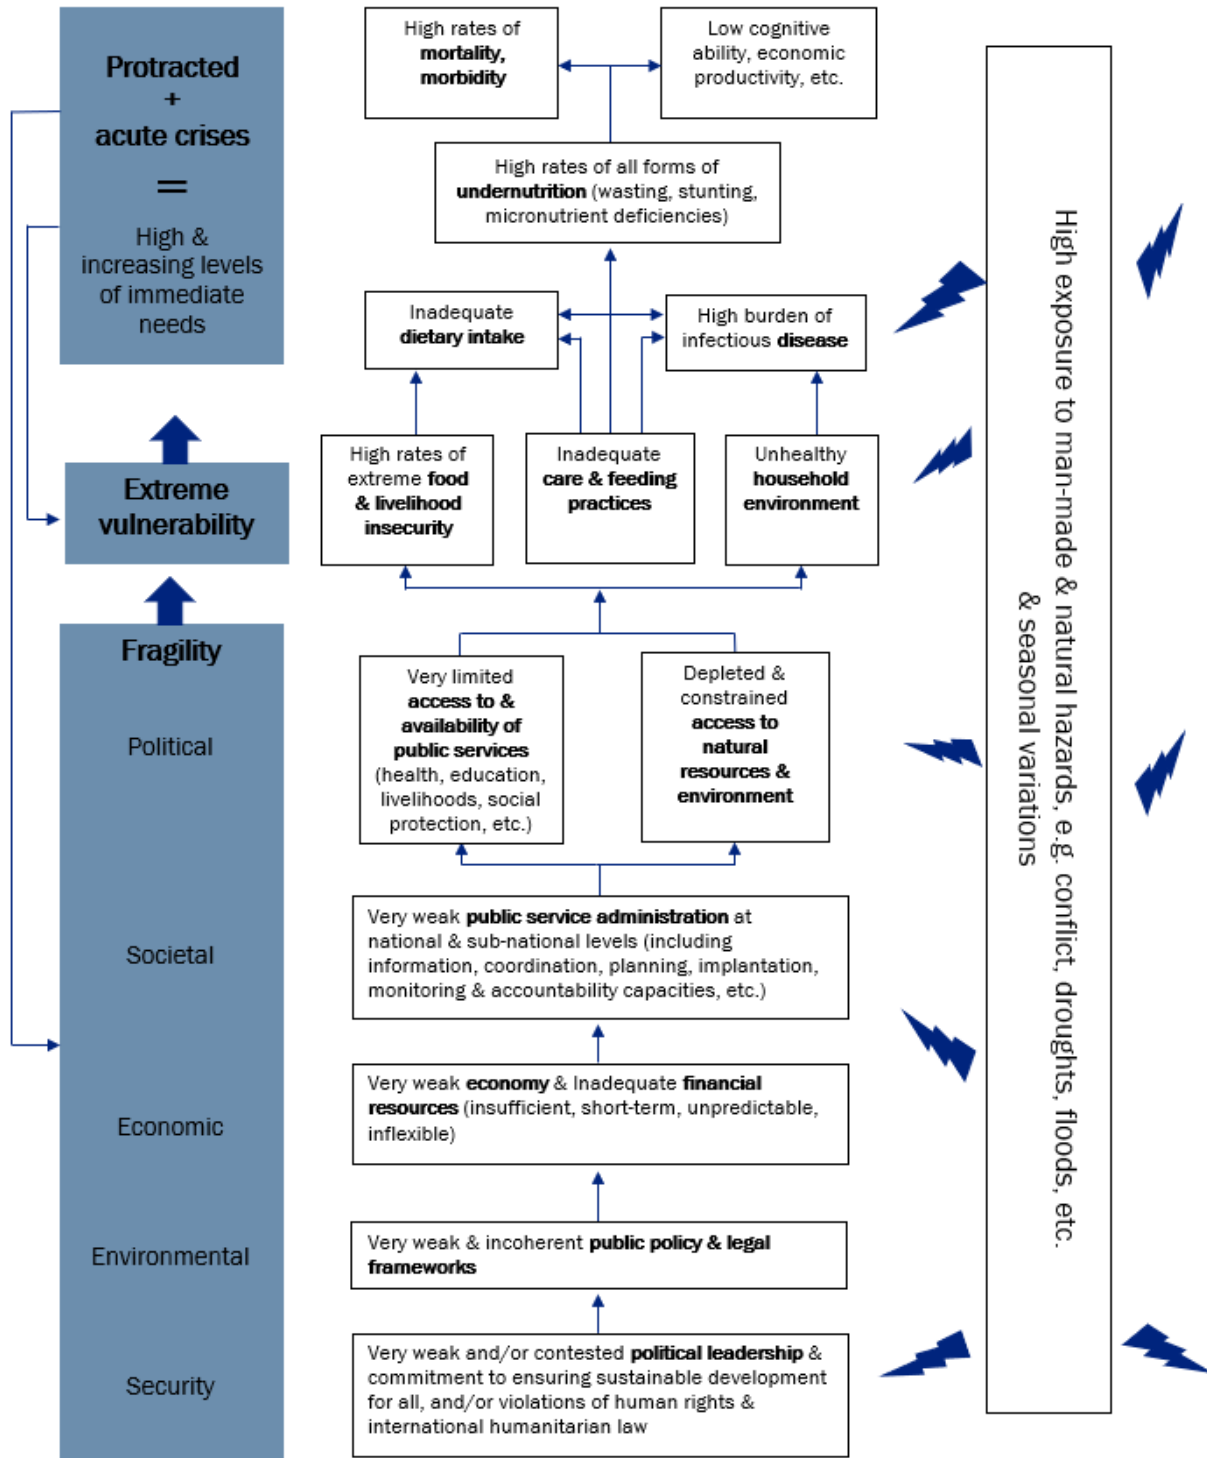 Protracted
+
acute crises
=
High &
increasing levels
of immediate
needs
Extreme
vulnerability
Fragility
Political
Societal
Economic
Environmental
Security
High rates of
mortality,
morbidity
Low cognitive
ability, economic
productivity, etc.
High rates of all forms of
undernutrition (wasting, stunting,
micronutrient deficiencies)
Inadequate
dietary intake
High burden of
infectious disease
High rates of
extreme food
& livelihood
insecurity
Inadequate
care & feeding
practices
Unhealthy
household
environment
Very limited
access to &
availability of
public services
(health, education,
livelihoods, social
protection, etc.)
Depleted &
constrained
access to
natural
resources &
environment
Very weak public service administration at
national & sub-national levels (including
information, coordination, planning, implantation,
monitoring & accountability capacities, etc.)
Very weak economy & Inadequate financial
resources (insufficient, short-term, unpredictable,
inflexible)
Very weak & incoherent public policy & legal
frameworks
Very weak and/or contested political leadership &
commitment to ensuring sustainable development
for all, and/or violations of human rights &
international humanitarian law
High exposure to man-made & natural hazards, e.g. conflict, droughts, floods, etc.
& seasonal variations